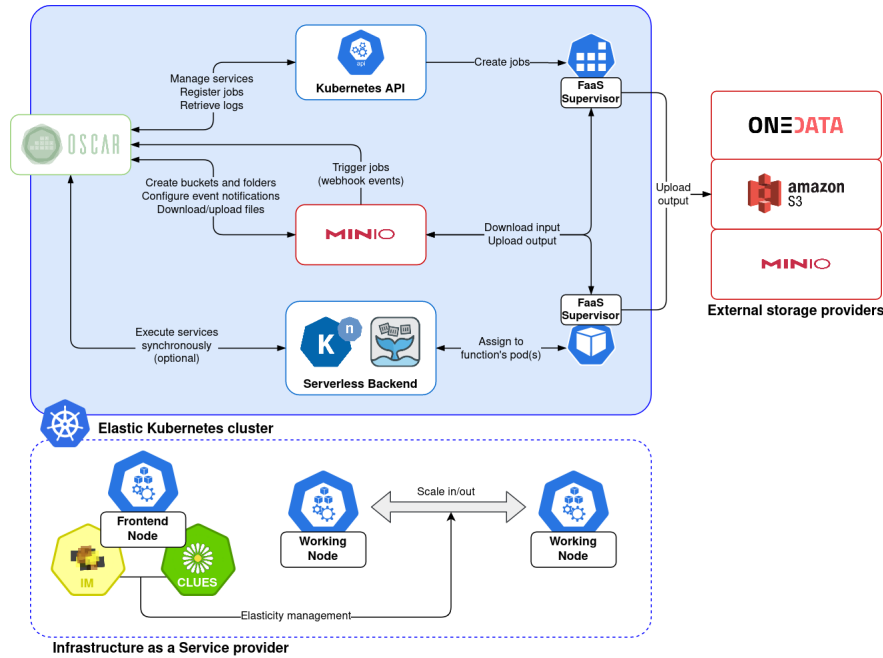 api
Kubernetes API
Create jobs
FaaS
Supervisor
Manage services
Register jobs
Retrieve logs
OSCAR
Trigger jobs
(webhook events)
Create buckets and folders
Configure event notifications
Download/upload files
MINIO
Download input
Upload output
Upload
output
ONEDATA
amazon
S3
MINIO
External storage providers
FaaS
Supervisor
Execute services
synchronously
(optional)
K
n
Serverless Backend
Assign to
function's pod(s)
Elastic Kubernetes cluster
Frontend
Node
IM
CLUES
Working
Node
Scale in/out
Working
Node
Elasticity management
Infrastructure as a Service provider